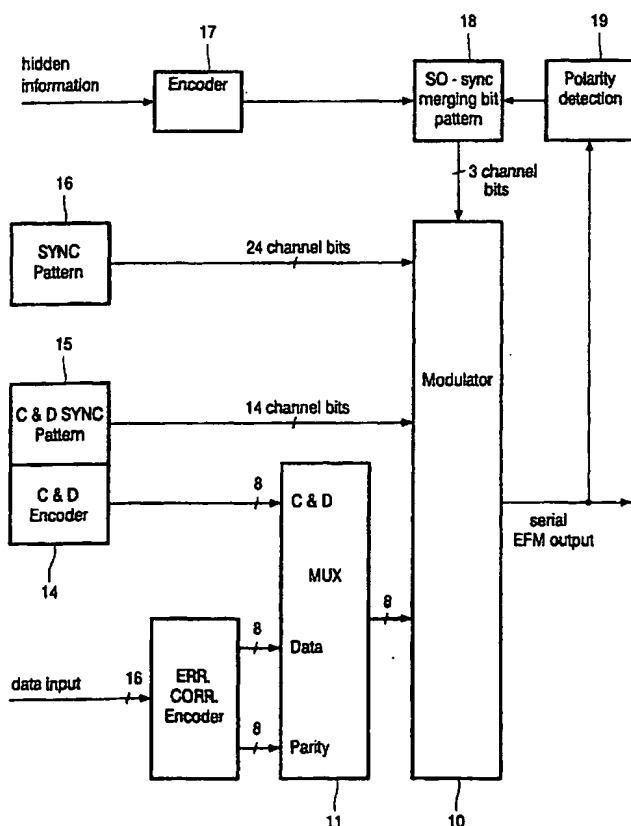 17
18
19
hidden
information
Encoder
SO - sync
merging bit
pattern
Polarity
detection
3 channel
bits
16
SYNC
Pattern
24 channel bits
15
C & D SYNC
Pattern
14 channel bits
Modulator
C & D
Encoder
8
C & D
14
MUX
serial
EFM output
8
8
Data
data input
16
ERR.
CORR.
Encoder
8
Parity
11
10